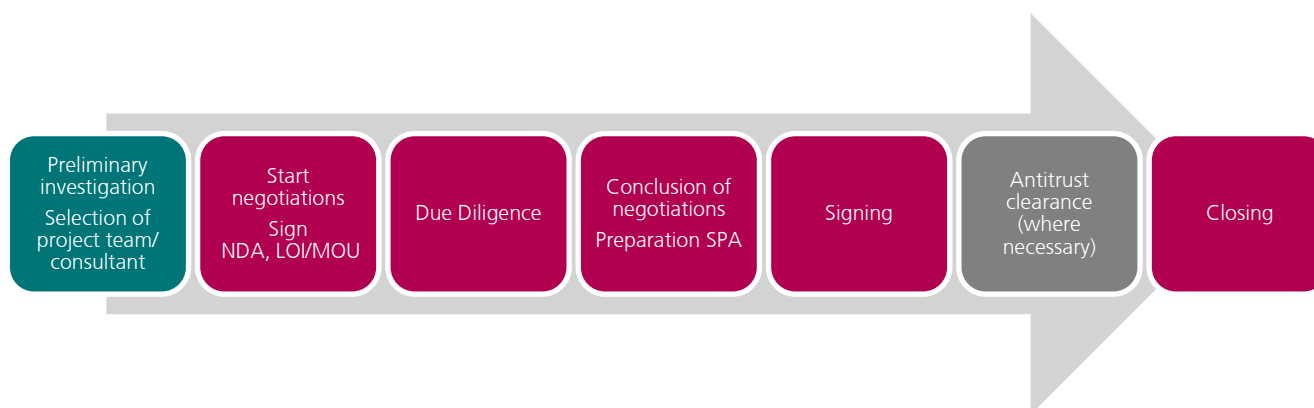 Preliminary
investigation
Selection of
project team/
consultant
Start
negotiations
Sign
NDA, LOI/MOU
Due Diligence
Conclusion of
negotiations
Preparation SPA
Signing
Antitrust
clearance
(where
necessary)
Closing